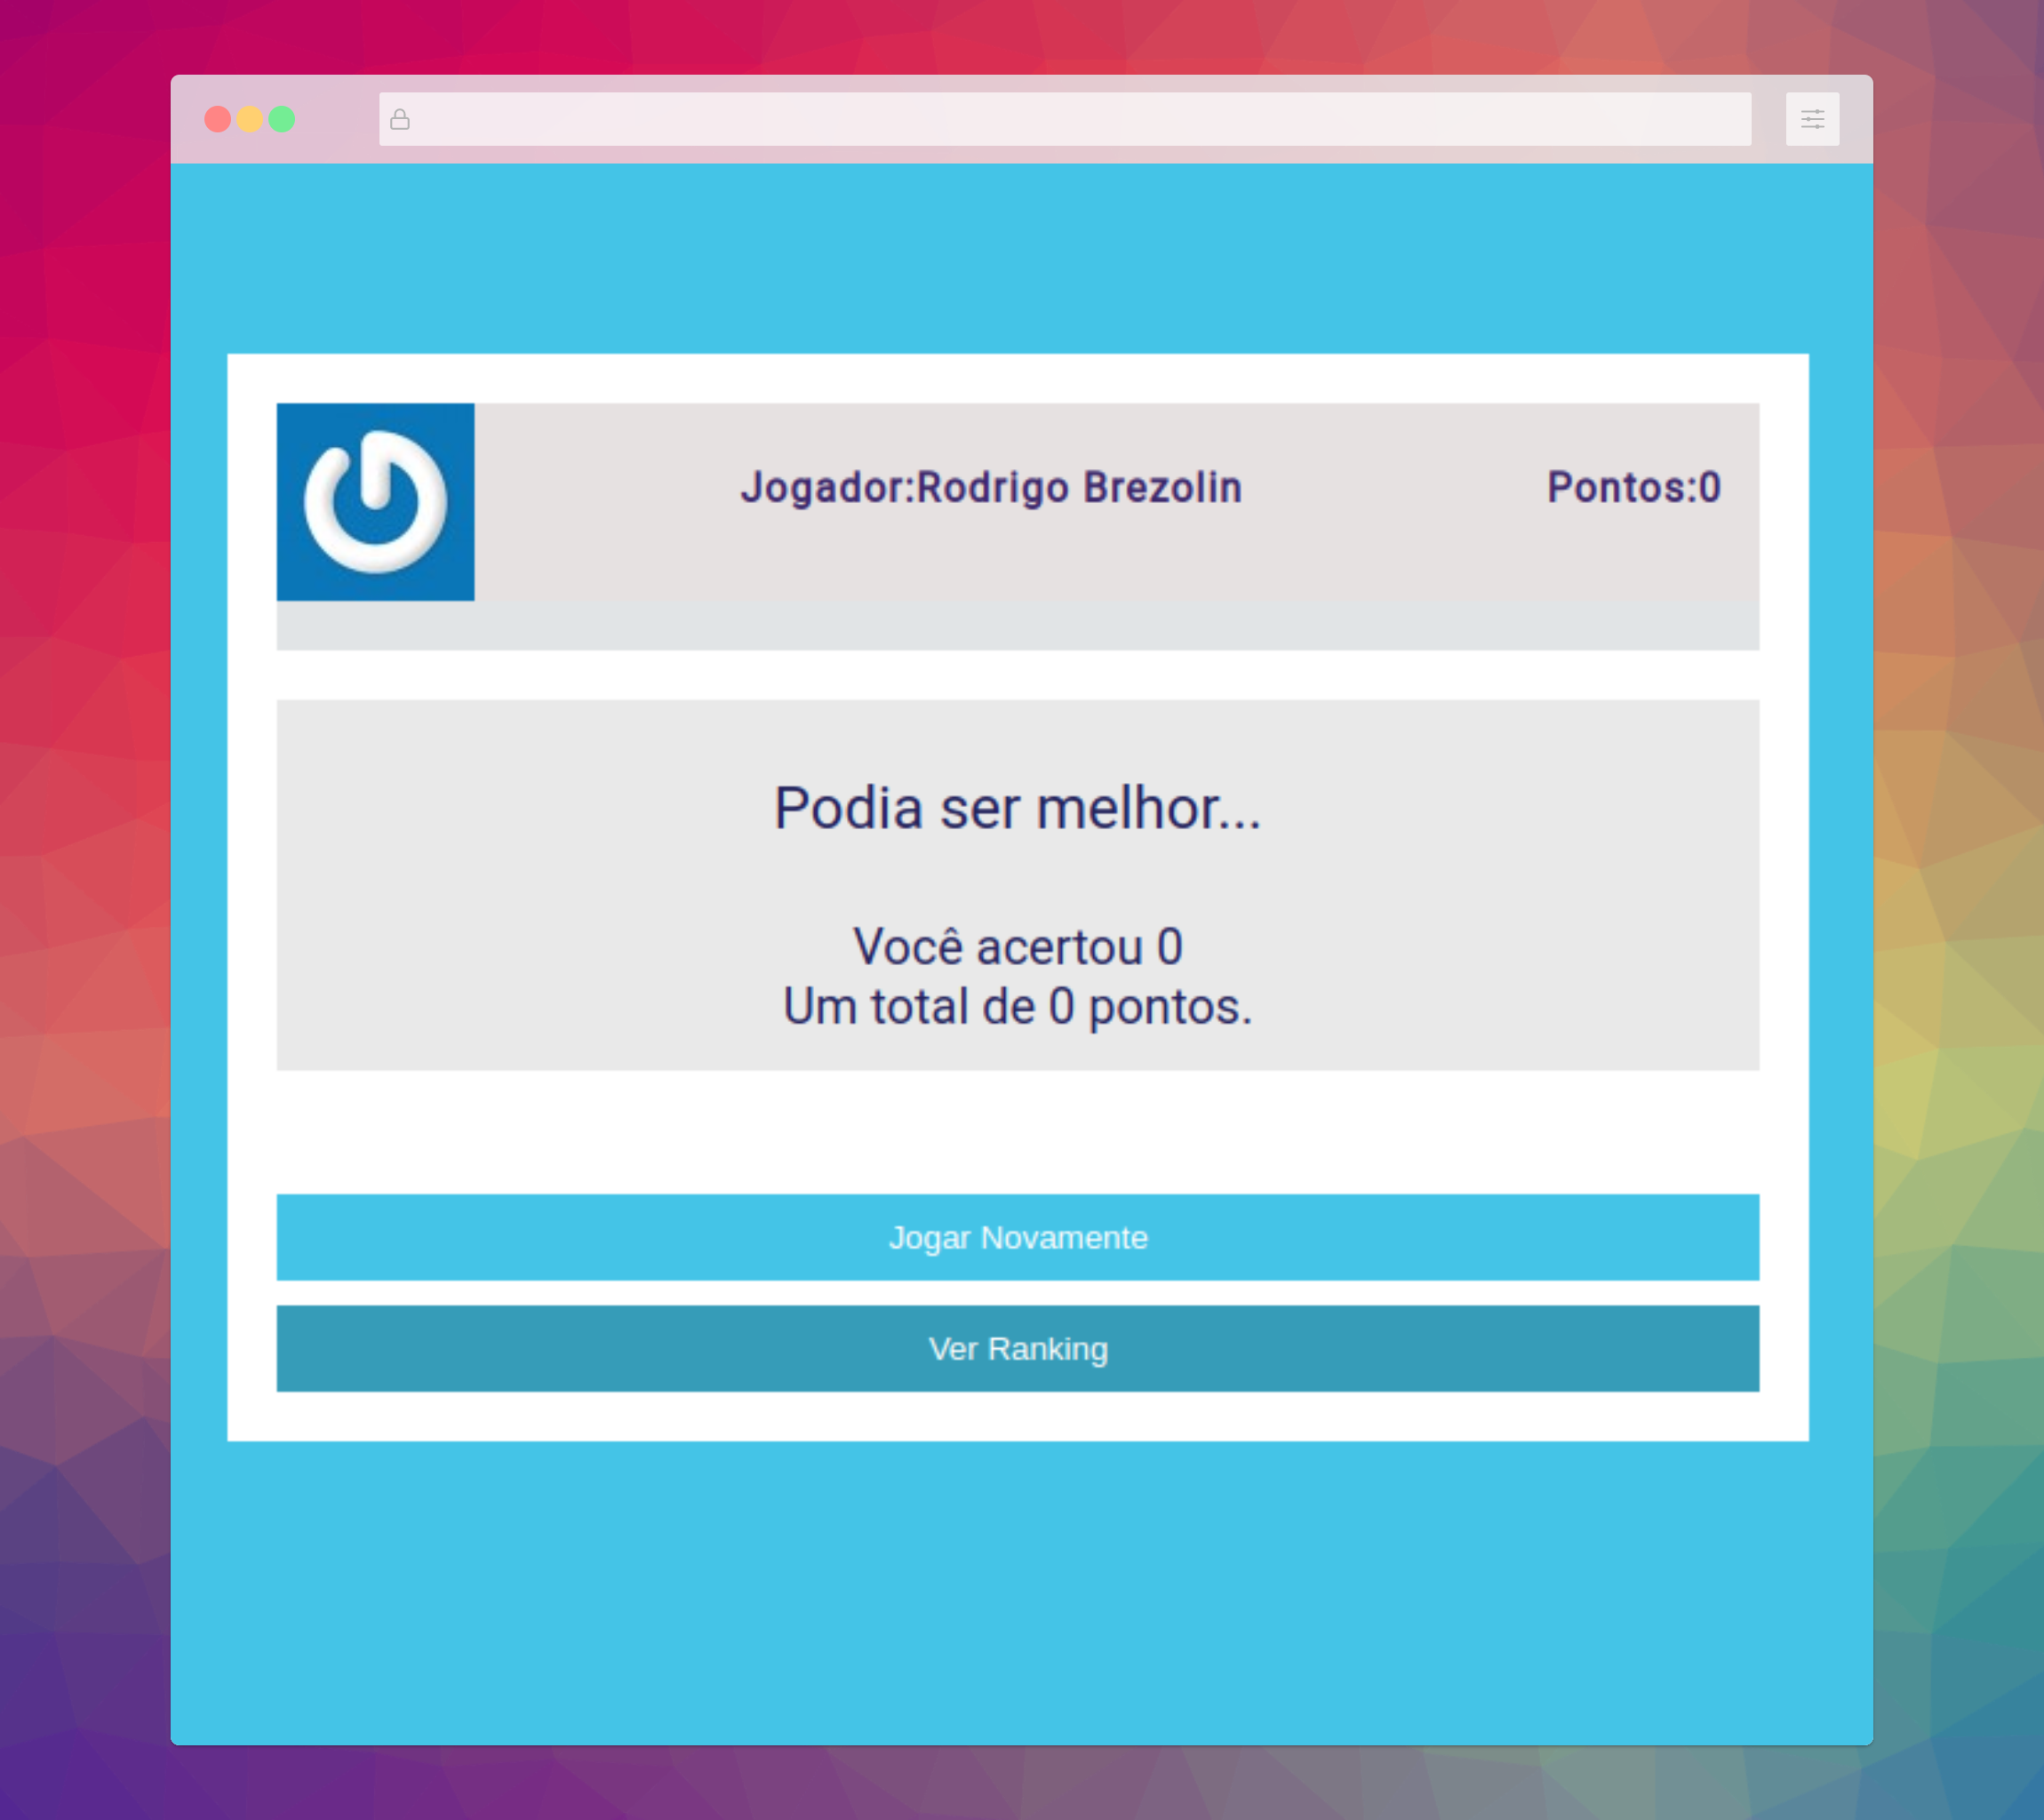 Jogador:Rodrigo Brezolin
Pontos:0
Podia ser melhor...
Você acertou 0
Um total de 0 pontos.
Jogar Novamente
Ver Ranking